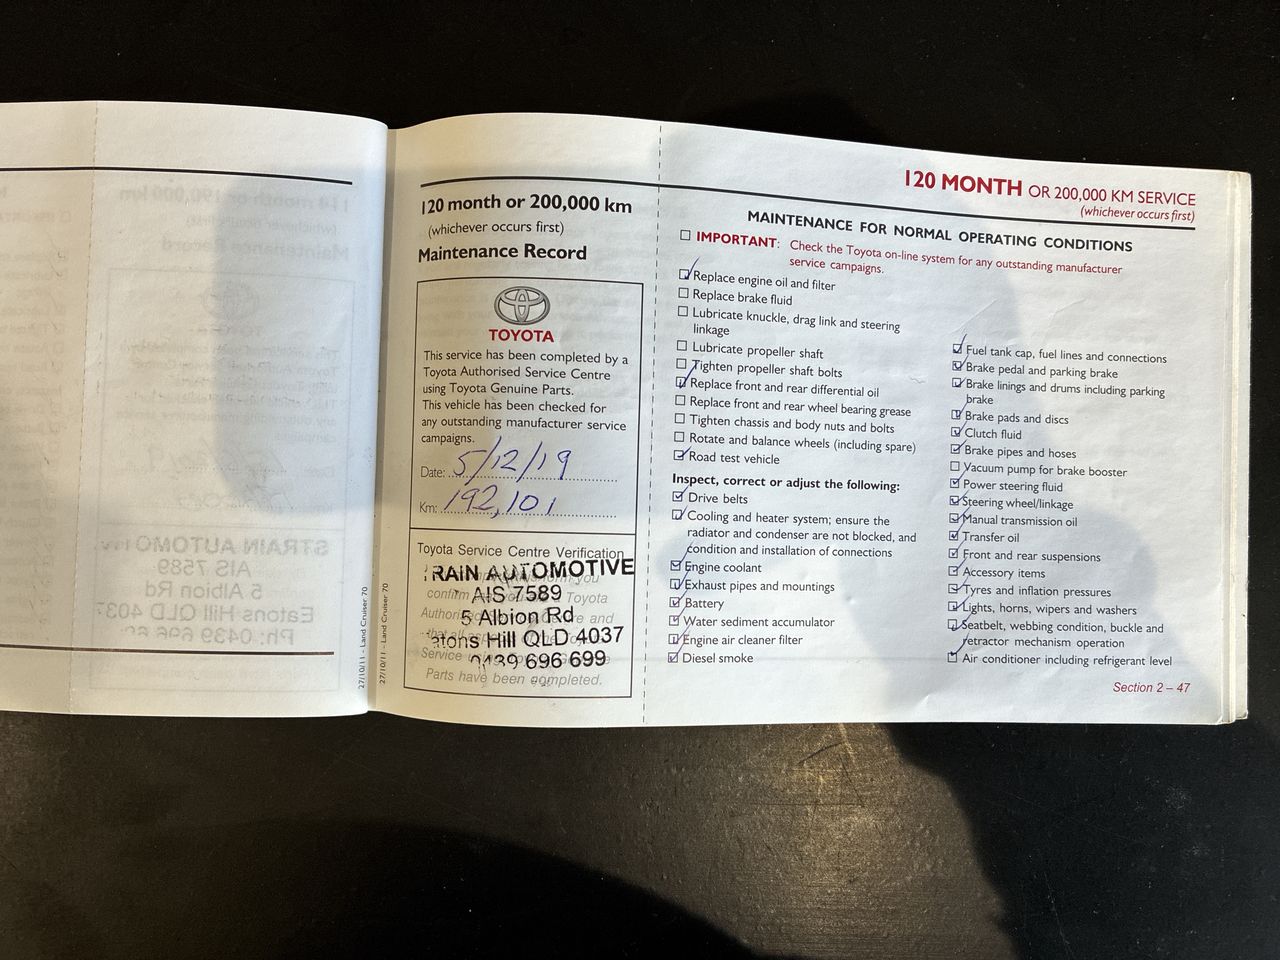 120 month or 200,000 km
(whichever occurs first)
Maintenance Record
TOYOTA
This service has been completed by a
Toyota Authorised Service Centre
using Toyota Genuine Parts.
This vehicle has been checked for
any outstanding manufacturer service
campaigns.
Date: 5/12/19
Km: 192,101
Toyota Service Centre Verification
RAIN AUTOMOTIVE
AIS 7589
5 Albion Rd
atons Hill QLD 4037
0439 696 699
Parts have been completed.
27/10/11 - Land Cruiser 70
27/10/11 - Land Cruiser 70
120 MONTH OR 200,000 KM SERVICE
(whichever occurs first)
MAINTENANCE FOR NORMAL OPERATING CONDITIONS
IMPORTANT: Check the Toyota on-line system for any outstanding manufacturer
service campaigns.
Replace engine oil and filter
Replace brake fluid
Lubricate knuckle, drag link and steering
linkage
Lubricate propeller shaft
Tighten propeller shaft bolts
Replace front and rear differential oil
Replace front and rear wheel bearing grease
Tighten chassis and body nuts and bolts
Rotate and balance wheels (including spare)
Road test vehicle
Inspect, correct or adjust the following:
Drive belts
Cooling and heater system; ensure the
radiator and condenser are not blocked, and
condition and installation of connections
Engine coolant
Exhaust pipes and mountings
Battery
Water sediment accumulator
Engine air cleaner filter
Diesel smoke
Fuel tank cap, fuel lines and connections
Brake pedal and parking brake
Brake linings and drums including parking
brake
Brake pads and discs
Clutch fluid
Brake pipes and hoses
Vacuum pump for brake booster
Power steering fluid
Steering wheel/linkage
Manual transmission oil
Transfer oil
Front and rear suspensions
Accessory items
Tyres and inflation pressures
Lights, horns, wipers and washers
Seatbelt, webbing condition, buckle and
retractor mechanism operation
Air conditioner including refrigerant level
Section 2 – 47